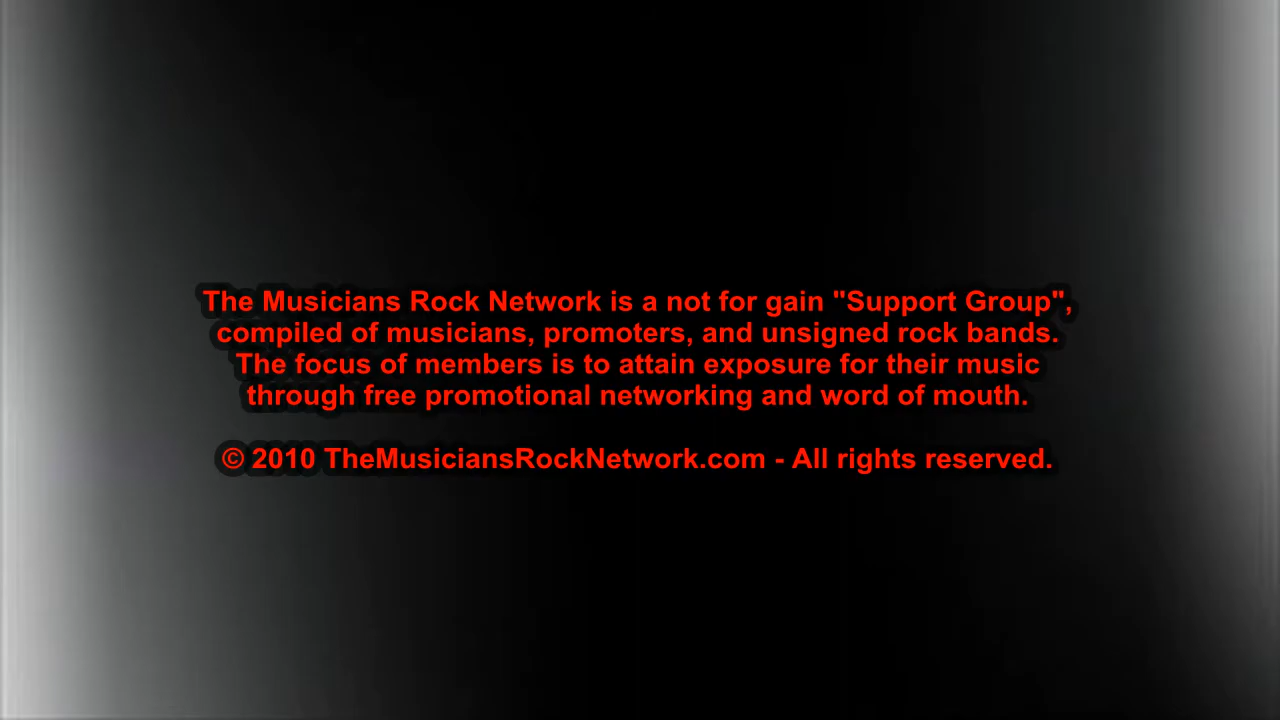 The Musicians Rock Network is a not for gain "Support Group",
compiled of musicians, promoters, and unsigned rock bands.
The focus of members is to attain exposure for their music
through free promotional networking and word of mouth.
© 2010 TheMusiciansRockNetwork.com - All rights reserved.